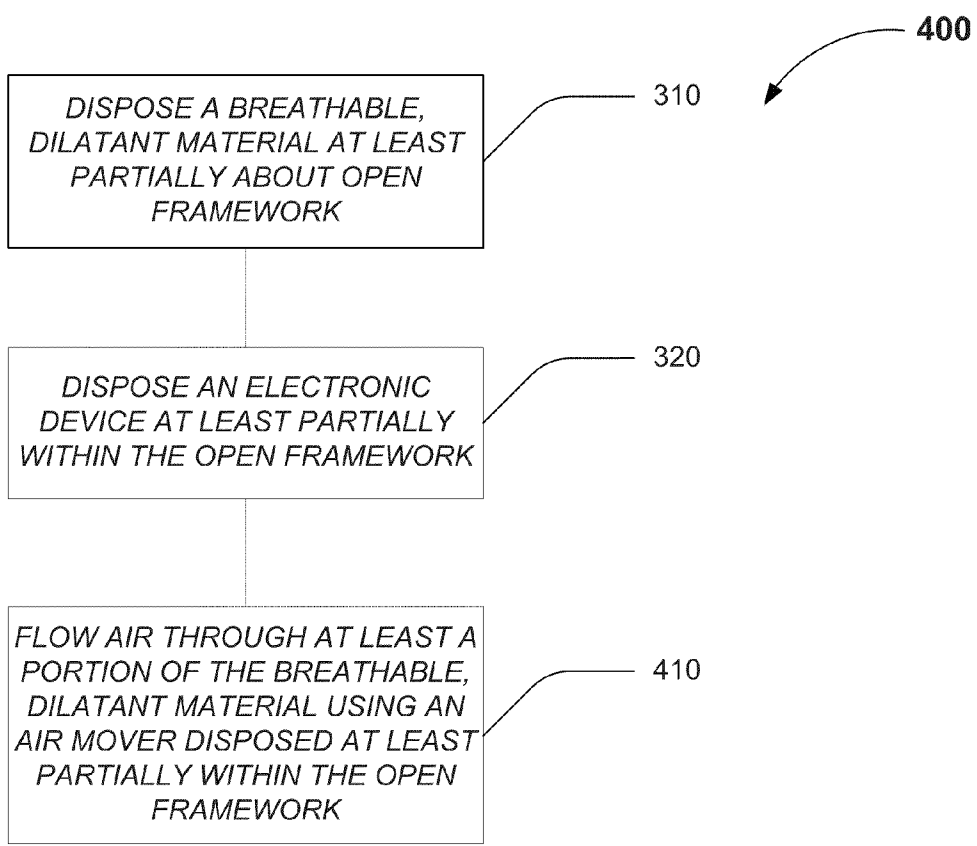 400
DISPOSE A BREATHABLE,
DILATANT MATERIAL AT LEAST
PARTIALLY ABOUT OPEN
FRAMEWORK
310
DISPOSE AN ELECTRONIC
DEVICE AT LEAST PARTIALLY
WITHIN THE OPEN FRAMEWORK
320
FLOW AIR THROUGH AT LEAST A
PORTION OF THE BREATHABLE,
DILATANT MATERIAL USING AN
AIR MOVER DISPOSED AT LEAST
PARTIALLY WITHIN THE OPEN
FRAMEWORK
410